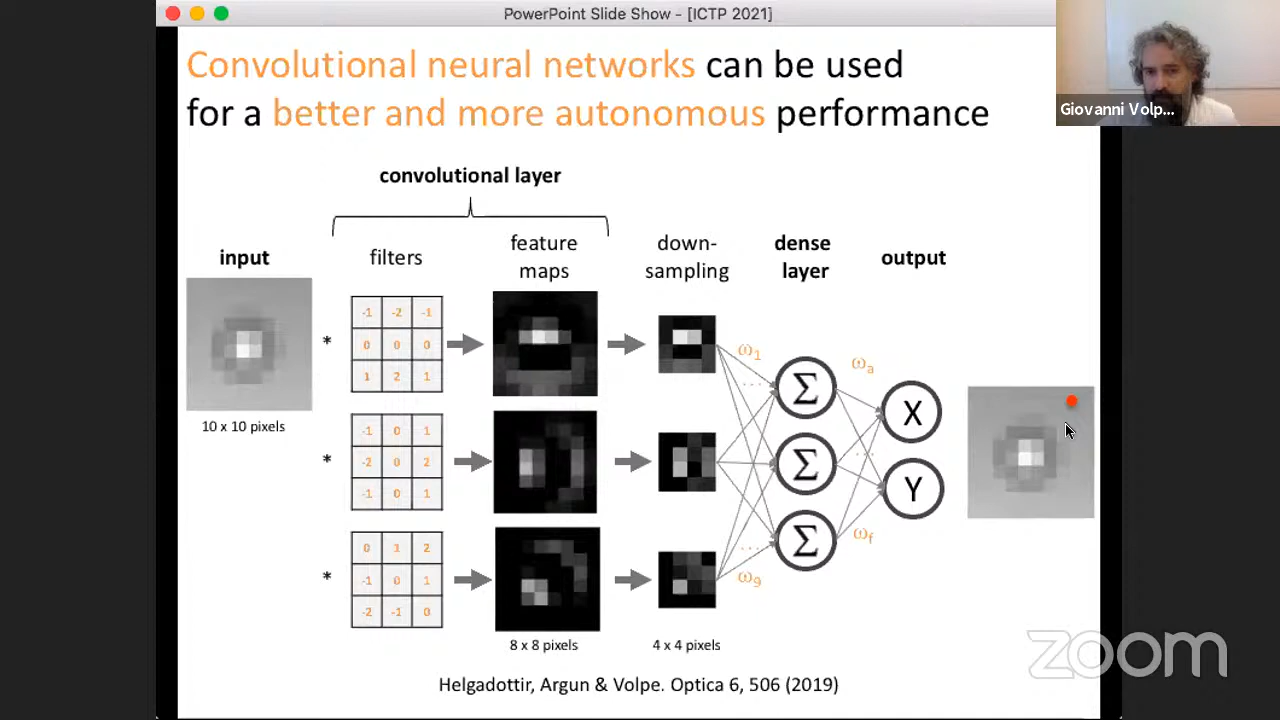 PowerPoint Slide Show - [ICTP 2021]
Convolutional neural networks can be used
for a better and more autonomous performance
Giovanni Volp...
convolutional layer
input
filters
feature
maps
down-
sampling
dense
layer
output
10 x 10 pixels
*
-1 -2 -1
0 0 0
1 2 1
*
-1 0 1
-2 0 2
-1 0 1
*
0 1 2
-1 0 1
-2 -1 0
8 x 8 pixels
4 x 4 pixels
ω1
...
...
ω9
Σ
Σ
Σ
ωa
...
ωf
X
Y
zoom
Helgadottir, Argun & Volpe. Optica 6, 506 (2019)